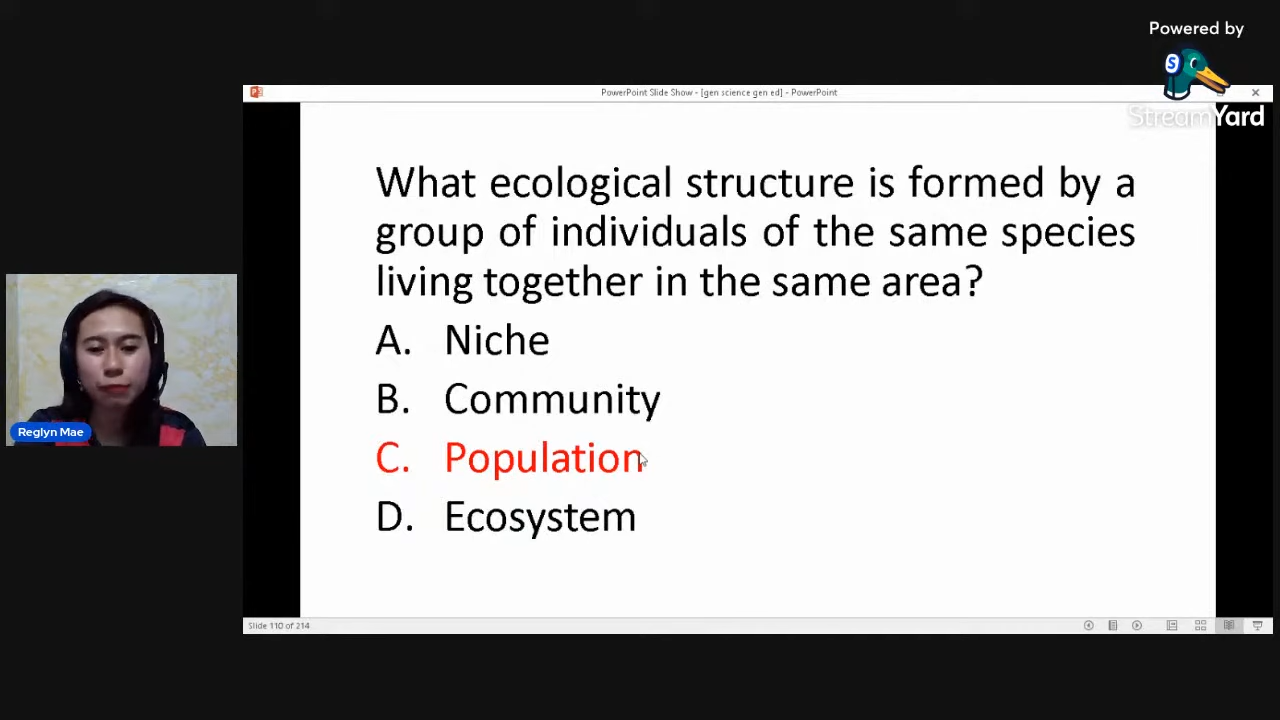 Powered by
S
StreamYard
PowerPoint Slide Show - [gen science gen ed] - PowerPoint
What ecological structure is formed by a
group of individuals of the same species
living together in the same area?
A. Niche
B. Community
C. Population
D. Ecosystem
Reglyn Mae
Slide 110 of 214